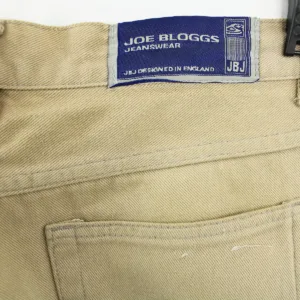 JOE BLOGGS
JEANSWEAR
JBJ DESIGNED IN ENGLAND
JBJ